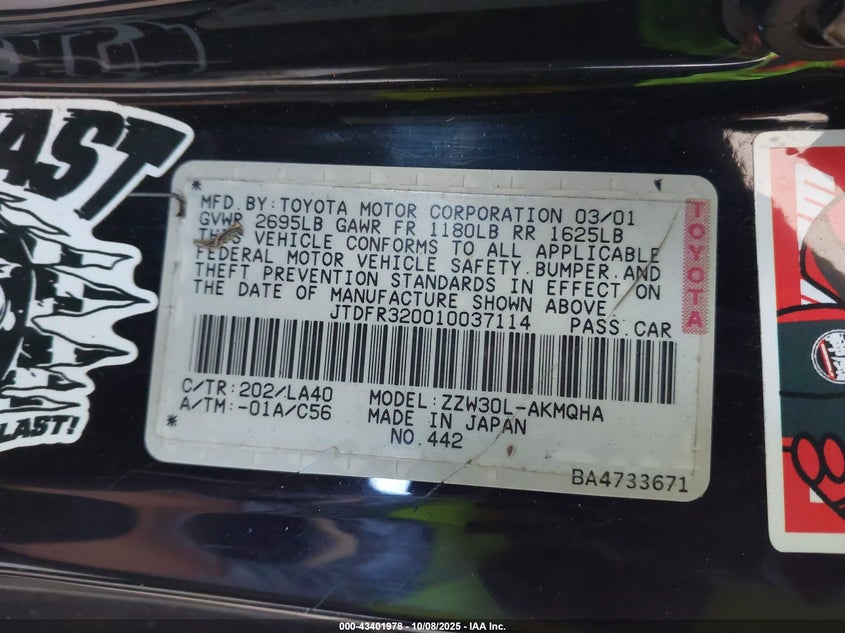 AST
LAST!
MFD. BY: TOYOTA MOTOR CORPORATION 03/01
GVWR 2695LB GAWR FR 1180LB RR 1625LB
THIS VEHICLE CONFORMS TO ALL APPLICABLE
FEDERAL MOTOR VEHICLE SAFETY, BUMPER, AND
THEFT PREVENTION STANDARDS IN EFFECT ON
THE DATE OF MANUFACTURE SHOWN ABOVE.
JTDFR320010037114 PASS. CAR
TOYOTA
C/TR: 202/LA40 MODEL: ZZW30L-AKMQHA
A/TM: -01A/C56 MADE IN JAPAN
NO. 442
BA4733671
000-43401978 - 10/08/2025 - IAA Inc.